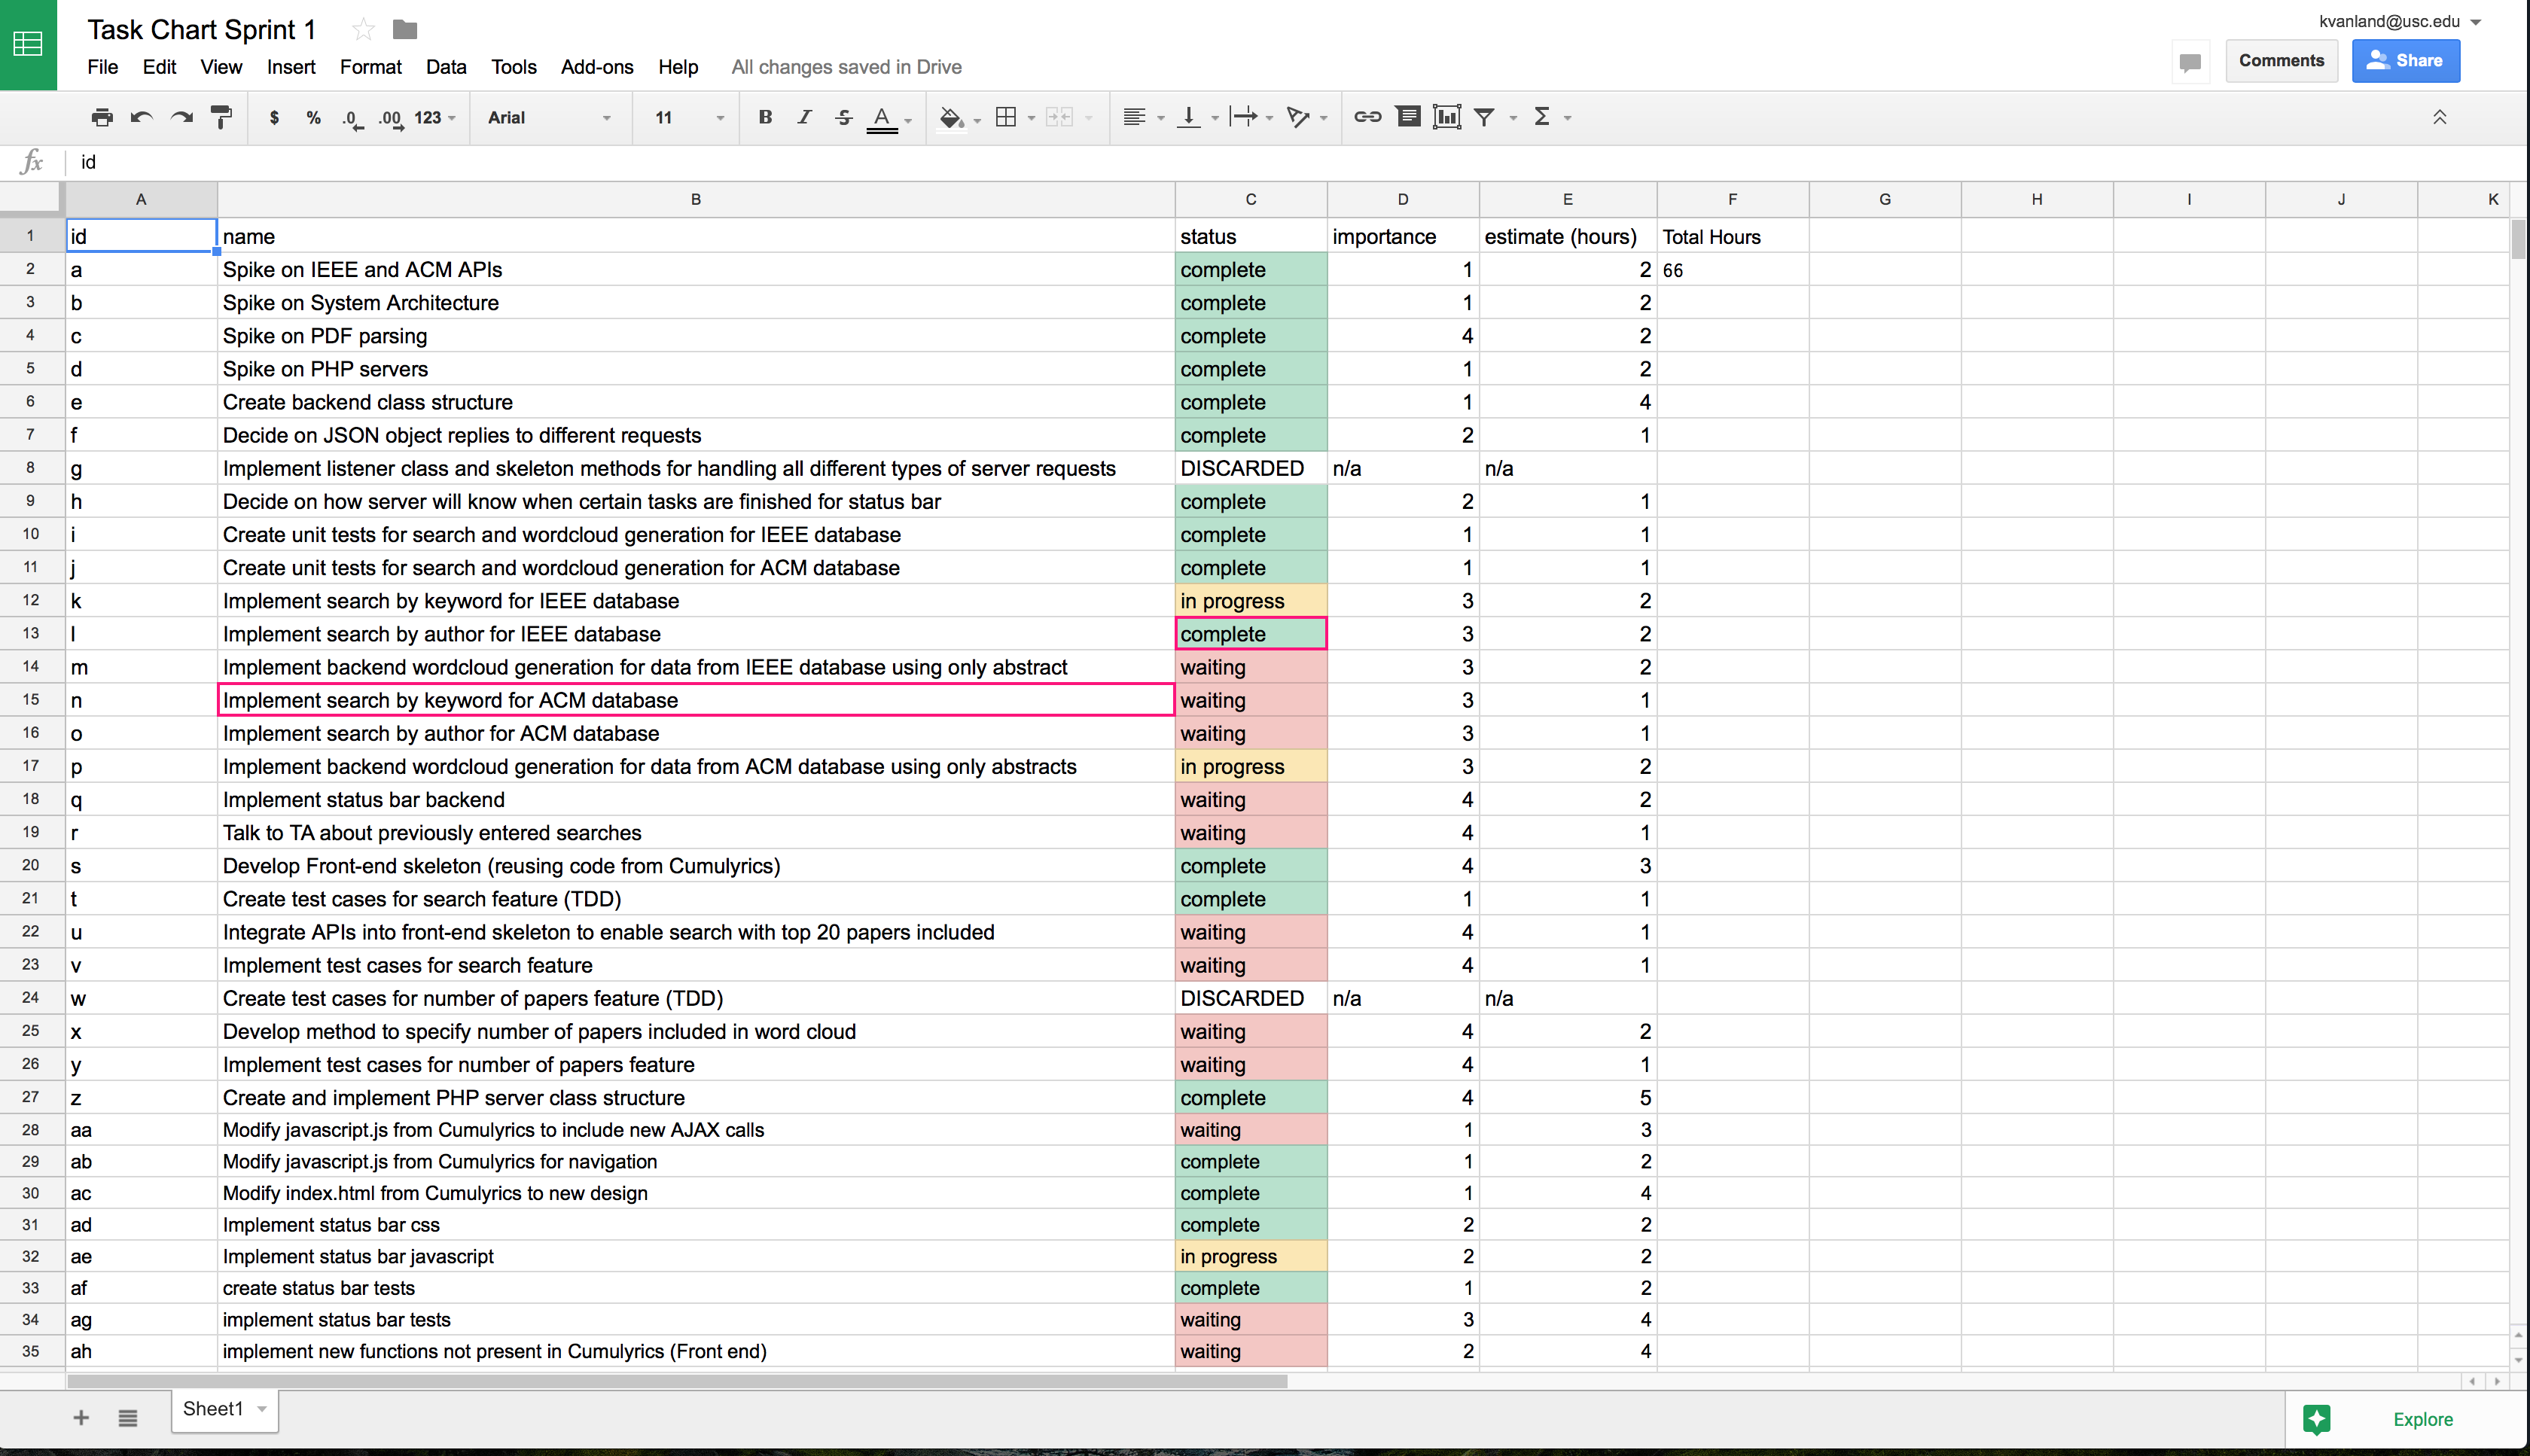 Task Chart Sprint 1
kvanland@usc.edu
File Edit View Insert Format Data Tools Add-ons Help All changes saved in Drive
Comments Share
$ % .0 .00 123 Arial 11 B I S A Σ
fx id
A B C D E F G H I J K
1 id name status importance estimate (hours) Total Hours
2 a Spike on IEEE and ACM APIs complete 1 2 66
3 b Spike on System Architecture complete 1 2
4 c Spike on PDF parsing complete 4 2
5 d Spike on PHP servers complete 1 2
6 e Create backend class structure complete 1 4
7 f Decide on JSON object replies to different requests complete 2 1
8 g Implement listener class and skeleton methods for handling all different types of server requests DISCARDED n/a n/a
9 h Decide on how server will know when certain tasks are finished for status bar complete 2 1
10 i Create unit tests for search and wordcloud generation for IEEE database complete 1 1
11 j Create unit tests for search and wordcloud generation for ACM database complete 1 1
12 k Implement search by keyword for IEEE database in progress 3 2
13 l Implement search by author for IEEE database complete 3 2
14 m Implement backend wordcloud generation for data from IEEE database using only abstract waiting 3 2
15 n Implement search by keyword for ACM database waiting 3 1
16 o Implement search by author for ACM database waiting 3 1
17 p Implement backend wordcloud generation for data from ACM database using only abstracts in progress 3 2
18 q Implement status bar backend waiting 4 2
19 r Talk to TA about previously entered searches waiting 4 1
20 s Develop Front-end skeleton (reusing code from Cumulyrics) complete 4 3
21 t Create test cases for search feature (TDD) complete 1 1
22 u Integrate APIs into front-end skeleton to enable search with top 20 papers included waiting 4 1
23 v Implement test cases for search feature waiting 4 1
24 w Create test cases for number of papers feature (TDD) DISCARDED n/a n/a
25 x Develop method to specify number of papers included in word cloud waiting 4 2
26 y Implement test cases for number of papers feature waiting 4 1
27 z Create and implement PHP server class structure complete 4 5
28 aa Modify javascript.js from Cumulyrics to include new AJAX calls waiting 1 3
29 ab Modify javascript.js from Cumulyrics for navigation complete 1 2
30 ac Modify index.html from Cumulyrics to new design complete 1 4
31 ad Implement status bar css complete 2 2
32 ae Implement status bar javascript in progress 2 2
33 af create status bar tests complete 1 2
34 ag implement status bar tests waiting 3 4
35 ah implement new functions not present in Cumulyrics (Front end) waiting 2 4
Sheet1
Explore